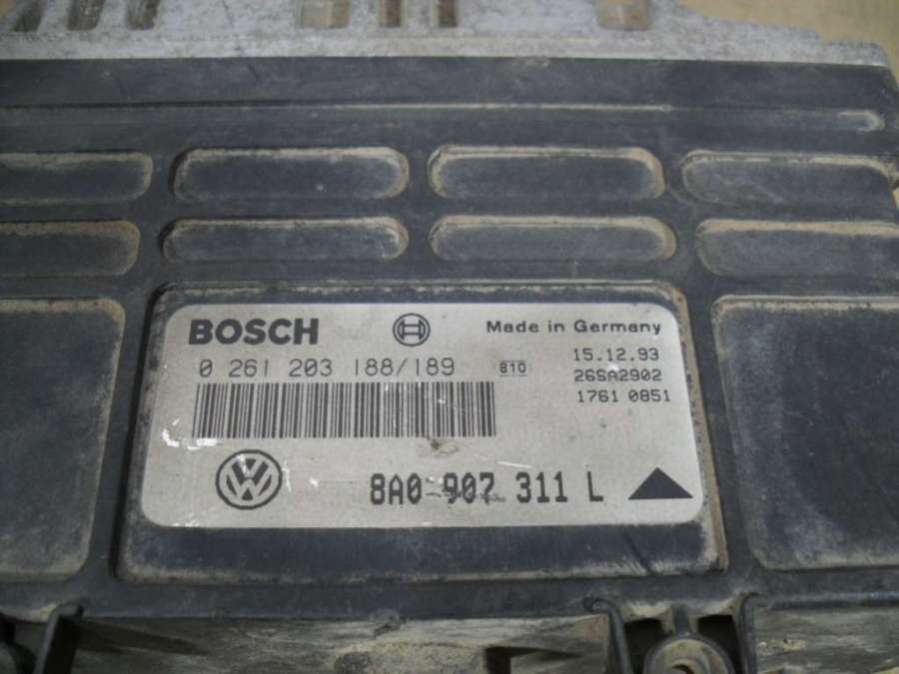 BOSCH Made in Germany
0 261 203 188/189 810 15.12.93
26SA2902
1761 0851
8A0 907 311 L